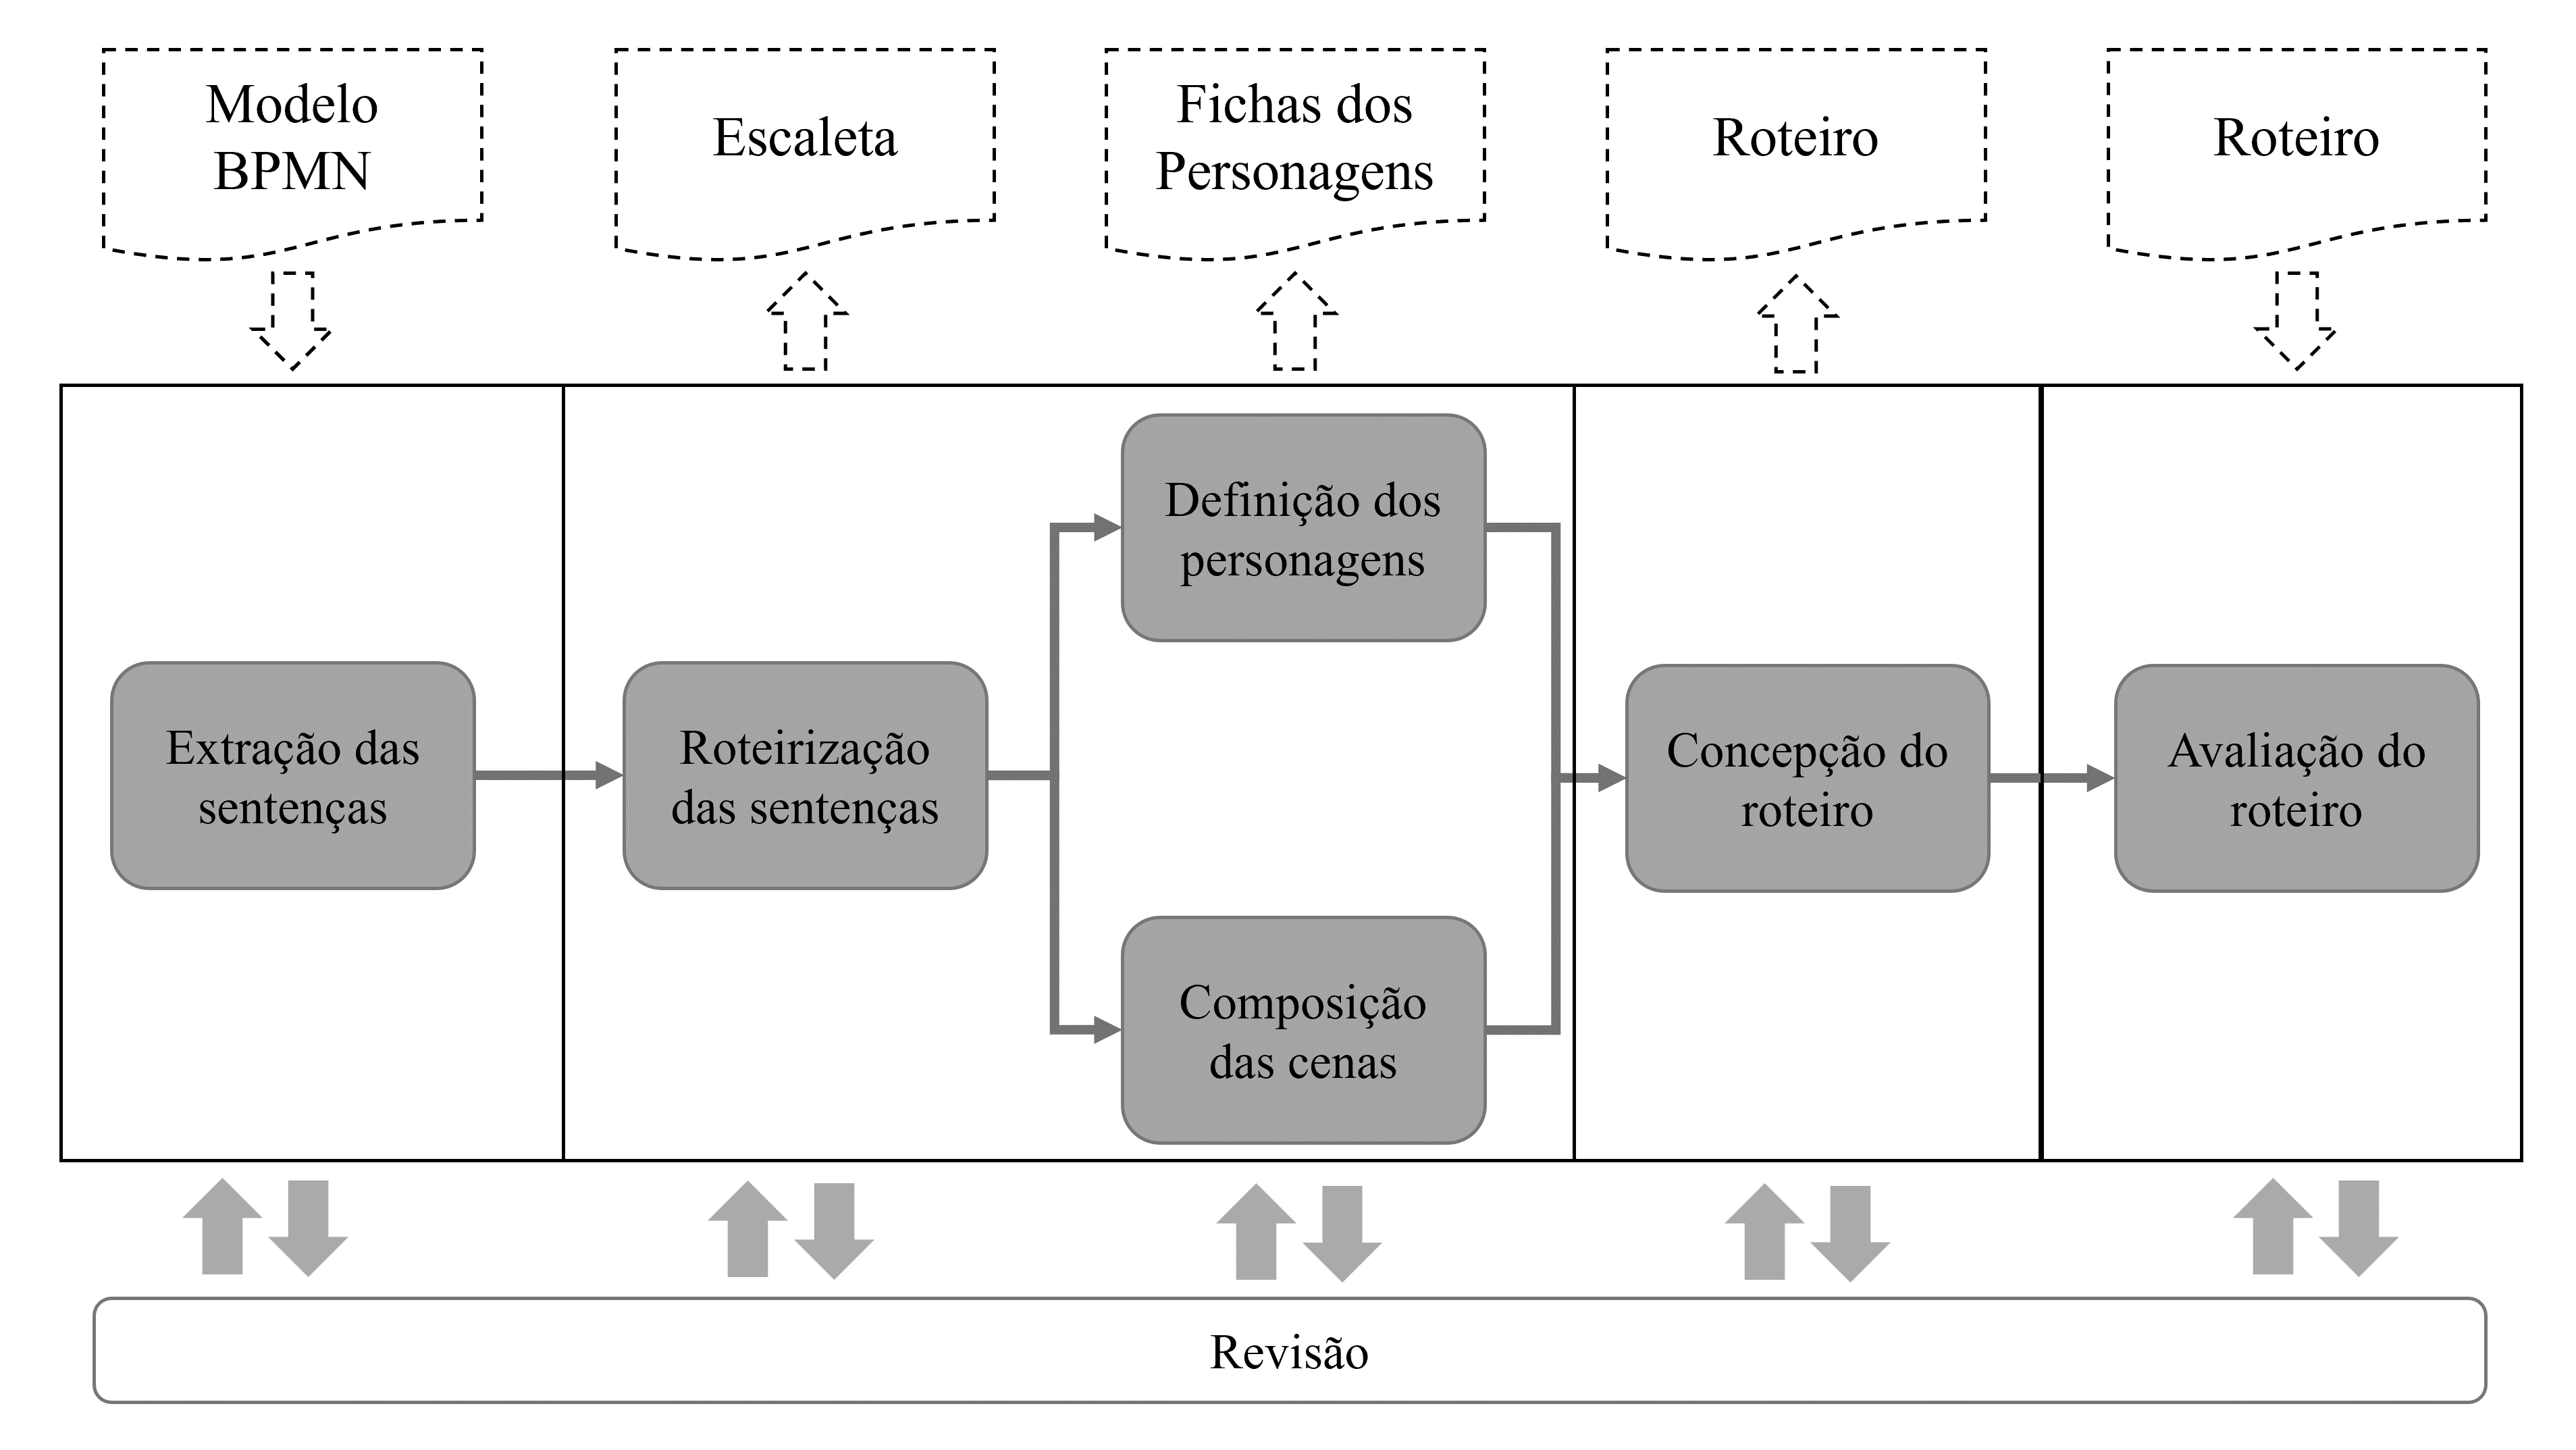 Modelo
BPMN
Escaleta
Fichas dos
Personagens
Roteiro
Roteiro
Extração das
sentenças
Roteirização
das sentenças
Definição dos
personagens
Composição
das cenas
Concepção do
roteiro
Avaliação do
roteiro
Revisão